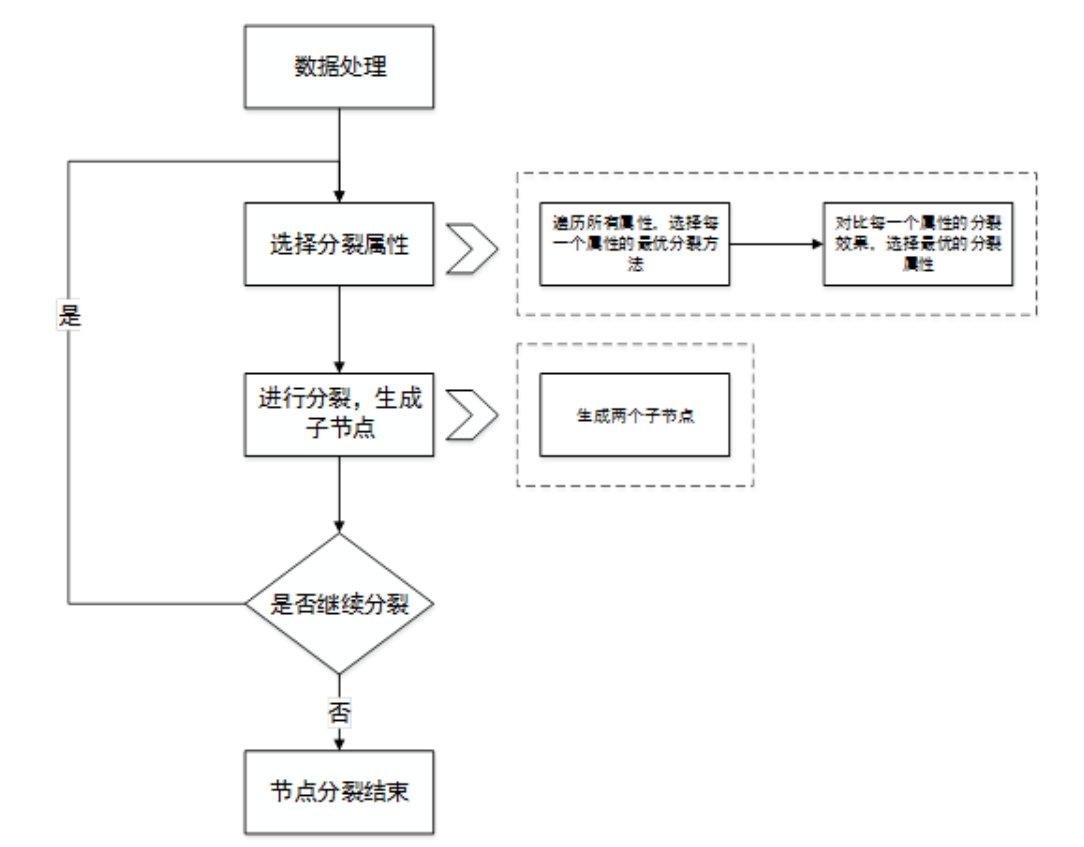 数据处理
选择分裂属性
遍历所有属，选择每
一个属性的最优分裂方
法
对比每一个属性的分裂
效果，选择最优的分裂
属性
是
进行分裂，生成
子节点
生成两个子节点
是否继续分裂
否
节点分裂结束